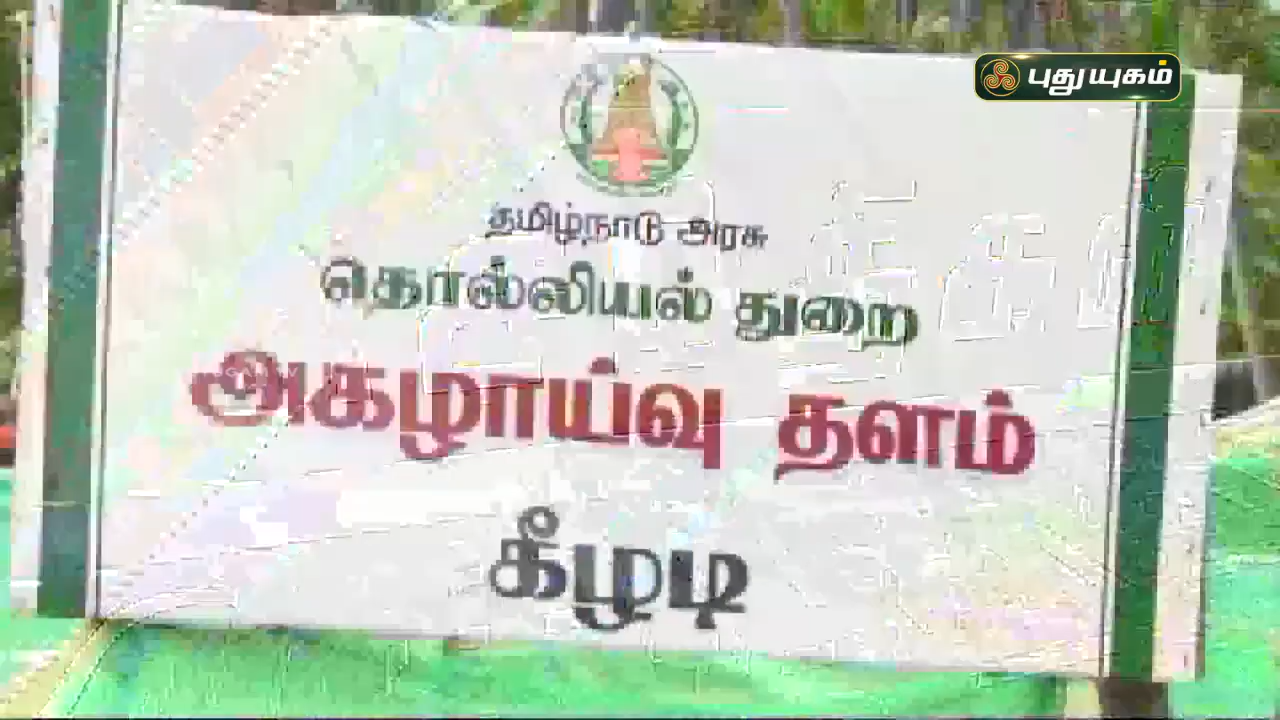 புதுயுகம்
தமிழ்நாடு அரசு
தொல்லியல் துறை
அகழாய்வு தளம்
கீழடி